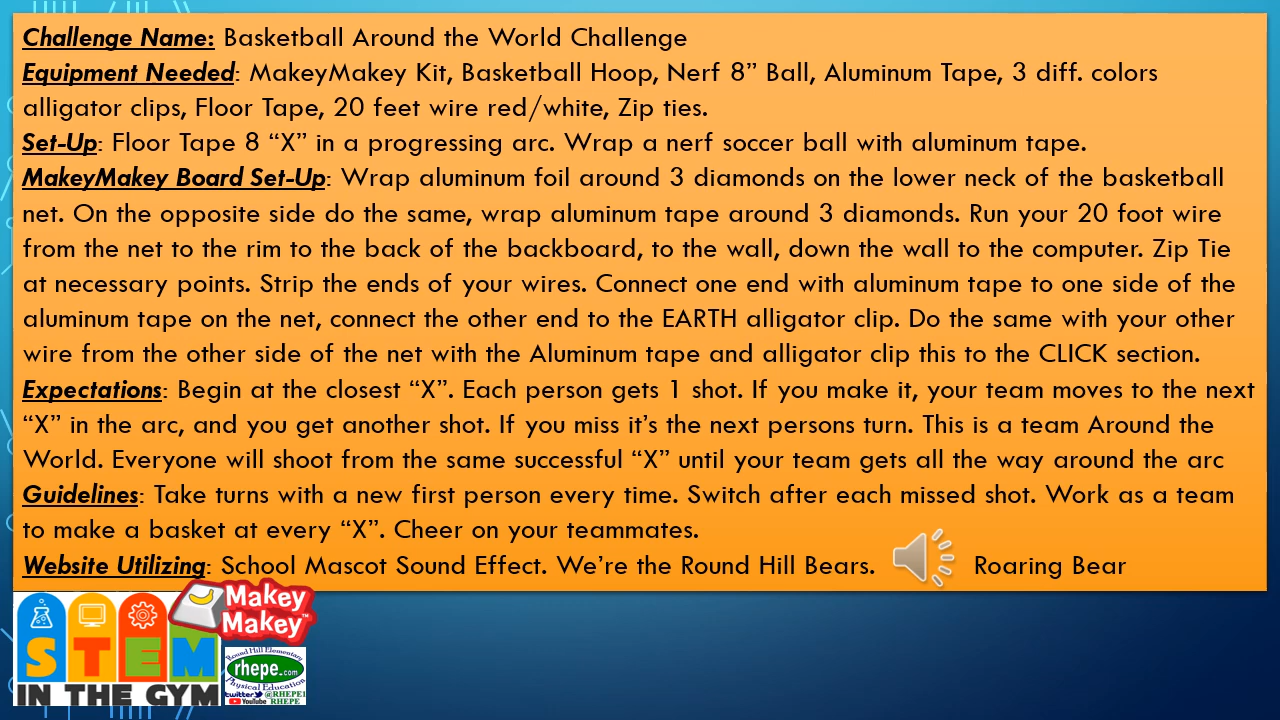 Challenge Name: Basketball Around the World Challenge
Equipment Needed: MakeyMakey Kit, Basketball Hoop, Nerf 8” Ball, Aluminum Tape, 3 diff. colors
alligator clips, Floor Tape, 20 feet wire red/white, Zip ties.
Set-Up: Floor Tape 8 “X” in a progressing arc. Wrap a nerf soccer ball with aluminum tape.
MakeyMakey Board Set-Up: Wrap aluminum foil around 3 diamonds on the lower neck of the basketball
net. On the opposite side do the same, wrap aluminum tape around 3 diamonds. Run your 20 foot wire
from the net to the rim to the back of the backboard, to the wall, down the wall to the computer. Zip Tie
at necessary points. Strip the ends of your wires. Connect one end with aluminum tape to one side of the
aluminum tape on the net, connect the other end to the EARTH alligator clip. Do the same with your other
wire from the other side of the net with the Aluminum tape and alligator clip this to the CLICK section.
Expectations: Begin at the closest “X”. Each person gets 1 shot. If you make it, your team moves to the next
“X” in the arc, and you get another shot. If you miss it’s the next persons turn. This is a team Around the
World. Everyone will shoot from the same successful “X” until your team gets all the way around the arc
Guidelines: Take turns with a new first person every time. Switch after each missed shot. Work as a team
to make a basket at every “X”. Cheer on your teammates.
Website Utilizing: School Mascot Sound Effect. We’re the Round Hill Bears. Roaring Bear
Makey
Makey™
STEM
IN THE GYM
Round Hill Elementary
rhepe.com
Physical Education
twitter @RHEPE1
YouTube RHEPE